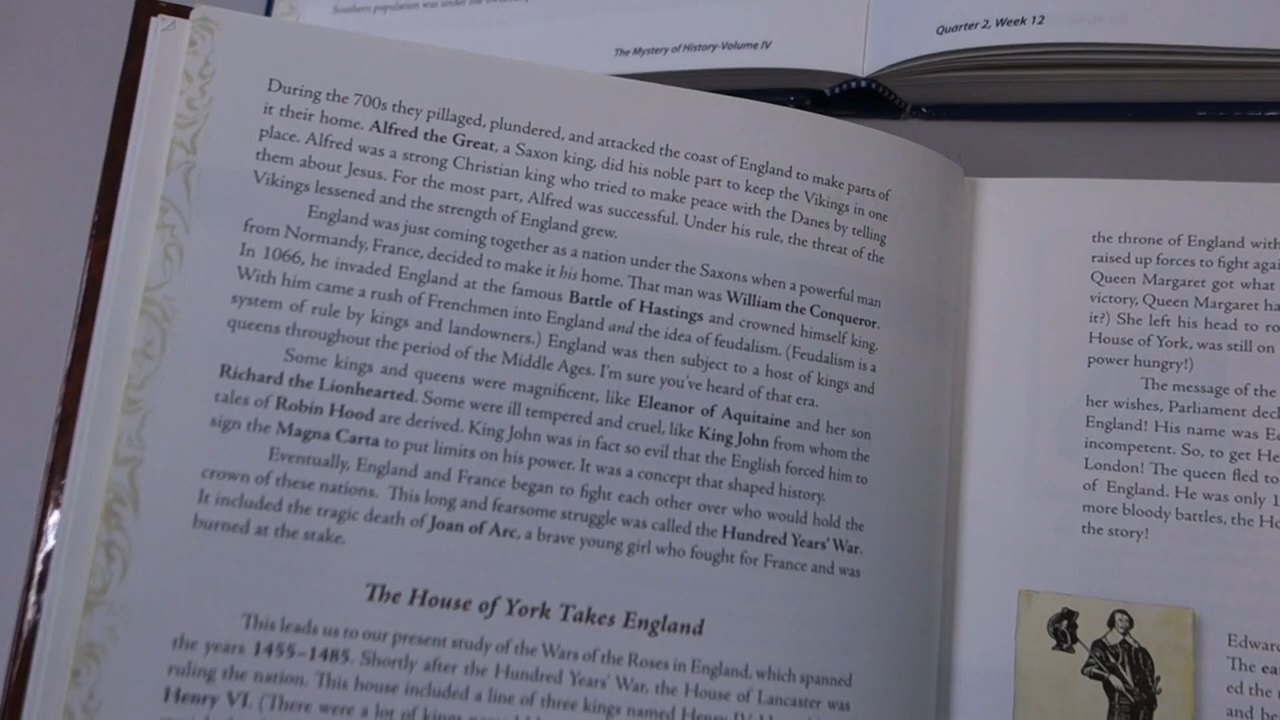 Southern population was under the
The Mystery of History-Volume IV
Quarter 2, Week 12
During the 700s they pillaged, plundered, and attacked the coast of England to make parts of
it their home. Alfred the Great, a Saxon king, did his noble part to keep the Vikings in one
place. Alfred was a strong Christian king who tried to make peace with the Danes by telling
them about Jesus. For the most part, Alfred was successful. Under his rule, the threat of the
Vikings lessened and the strength of England grew.
England was just coming together as a nation under the Saxons when a powerful man
from Normandy, France, decided to make it his home. That man was William the Conqueror.
In 1066, he invaded England at the famous Battle of Hastings and crowned himself king.
With him came a rush of Frenchmen into England and the idea of feudalism. (Feudalism is a
system of rule by kings and landowners.) England was then subject to a host of kings and
queens throughout the period of the Middle Ages. I'm sure you've heard of that era.
Some kings and queens were magnificent, like Eleanor of Aquitaine and her son
Richard the Lionhearted. Some were ill tempered and cruel, like King John from whom the
tales of Robin Hood are derived. King John was in fact so evil that the English forced him to
sign the Magna Carta to put limits on his power. It was a concept that shaped history.
Eventually, England and France began to fight each other over who would hold the
crown of these nations. This long and fearsome struggle was called the Hundred Years' War.
It included the tragic death of Joan of Arc, a brave young girl who fought for France and was
burned at the stake.
The House of York Takes England
This leads us to our present study of the Wars of the Roses in England, which spanned
the years 1455–1485. Shortly after the Hundred Years' War, the House of Lancaster was
ruling the nation. This house included a line of three kings named Henry IV,
Henry VI. (There were a lot of kings
the throne of England with
raised up forces to fight agai
Queen Margaret got what
victory, Queen Margaret ha
it?) She left his head to ro
House of York, was still on
power hungry!)
The message of the
her wishes, Parliament decl
England! His name was Ed
incompetent. So, to get He
London! The queen fled to
of England. He was only 1
more bloody battles, the Ho
the story!
Edward
The ea
ed the
and he